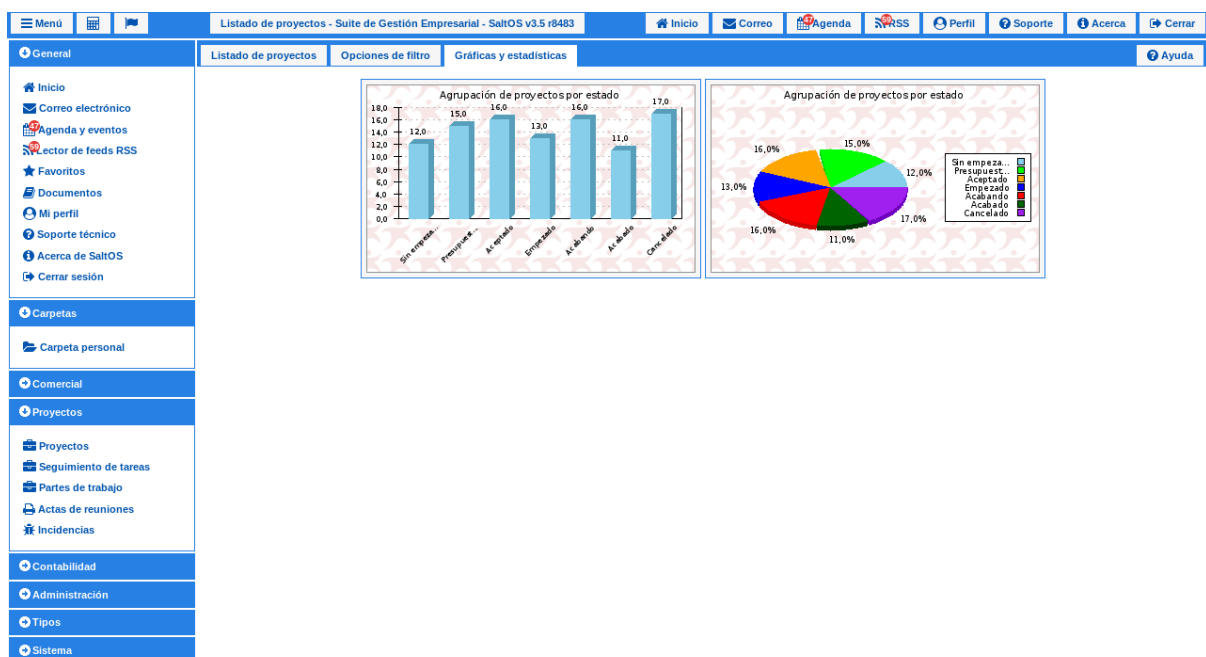 Menú
Listado de proyectos - Suite de Gestión Empresarial - SaltOS v3.5 r8483
Inicio
Correo
47
Agenda
59
RSS
Perfil
Soporte
Acerca
Cerrar
General
Inicio
Correo electrónico
47
Agenda y eventos
59
Lector de feeds RSS
Favoritos
Documentos
Mi perfil
Soporte técnico
Acerca de SaltOS
Cerrar sesión
Carpetas
Carpeta personal
Comercial
Proyectos
Proyectos
Seguimiento de tareas
Partes de trabajo
Actas de reuniones
Incidencias
Contabilidad
Administración
Tipos
Sistema
Listado de proyectos
Opciones de filtro
Gráficas y estadísticas
Ayuda
Agrupación de proyectos por estado
18,0
16,0
14,0
12,0
10,0
8,0
6,0
4,0
2,0
0,0
12,0
15,0
16,0
13,0
16,0
11,0
17,0
Sin empeza...
Presupuest...
Aceptado
Empezado
Acabando
Acabado
Cancelado
Agrupación de proyectos por estado
16,0%
15,0%
12,0%
13,0%
17,0%
16,0%
11,0%
Sin empeza...
Presupuest...
Aceptado
Empezado
Acabando
Acabado
Cancelado